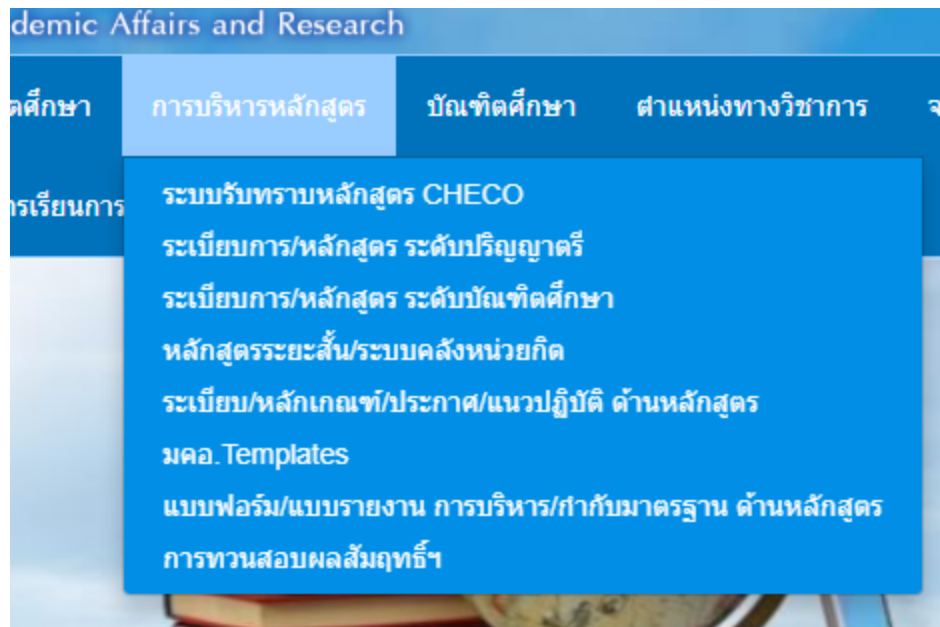 demic Affairs and Research
ตศึกษา การบริหารหลักสูตร บัณฑิตศึกษา ตำแหน่งทางวิชาการ จ
ารเรียนการ
ระบบรับทราบหลักสูตร CHECO
ระเบียบการ/หลักสูตร ระดับปริญญาตรี
ระเบียบการ/หลักสูตร ระดับบัณฑิตศึกษา
หลักสูตรระยะสั้น/ระบบคลังหน่วยกิต
ระเบียบ/หลักเกณฑ์/ประกาศ/แนวปฏิบัติ ด้านหลักสูตร
มคอ.Templates
แบบฟอร์ม/แบบรายงาน การบริหาร/กำกับมาตรฐาน ด้านหลักสูตร
การทวนสอบผลสัมฤทธิ์ฯ